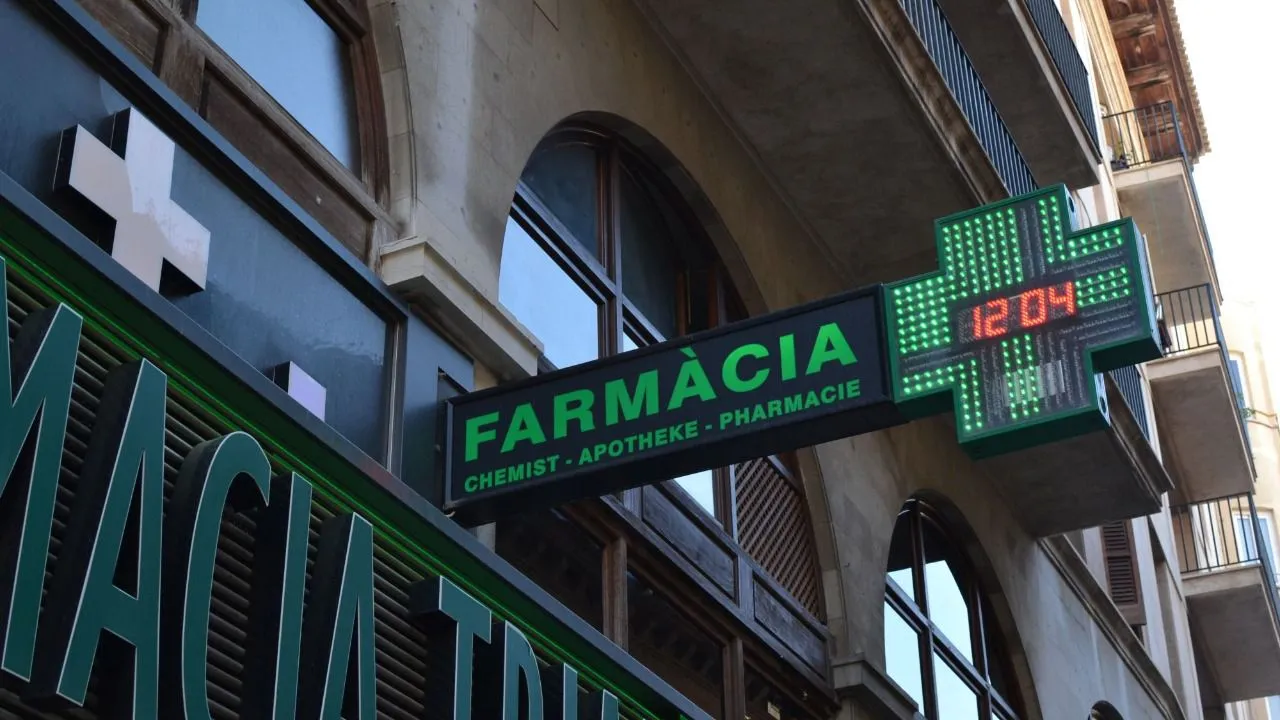 FARMÀCIA
CHEMIST - APOTHEKE - PHARMACIE
12 04
MACIA